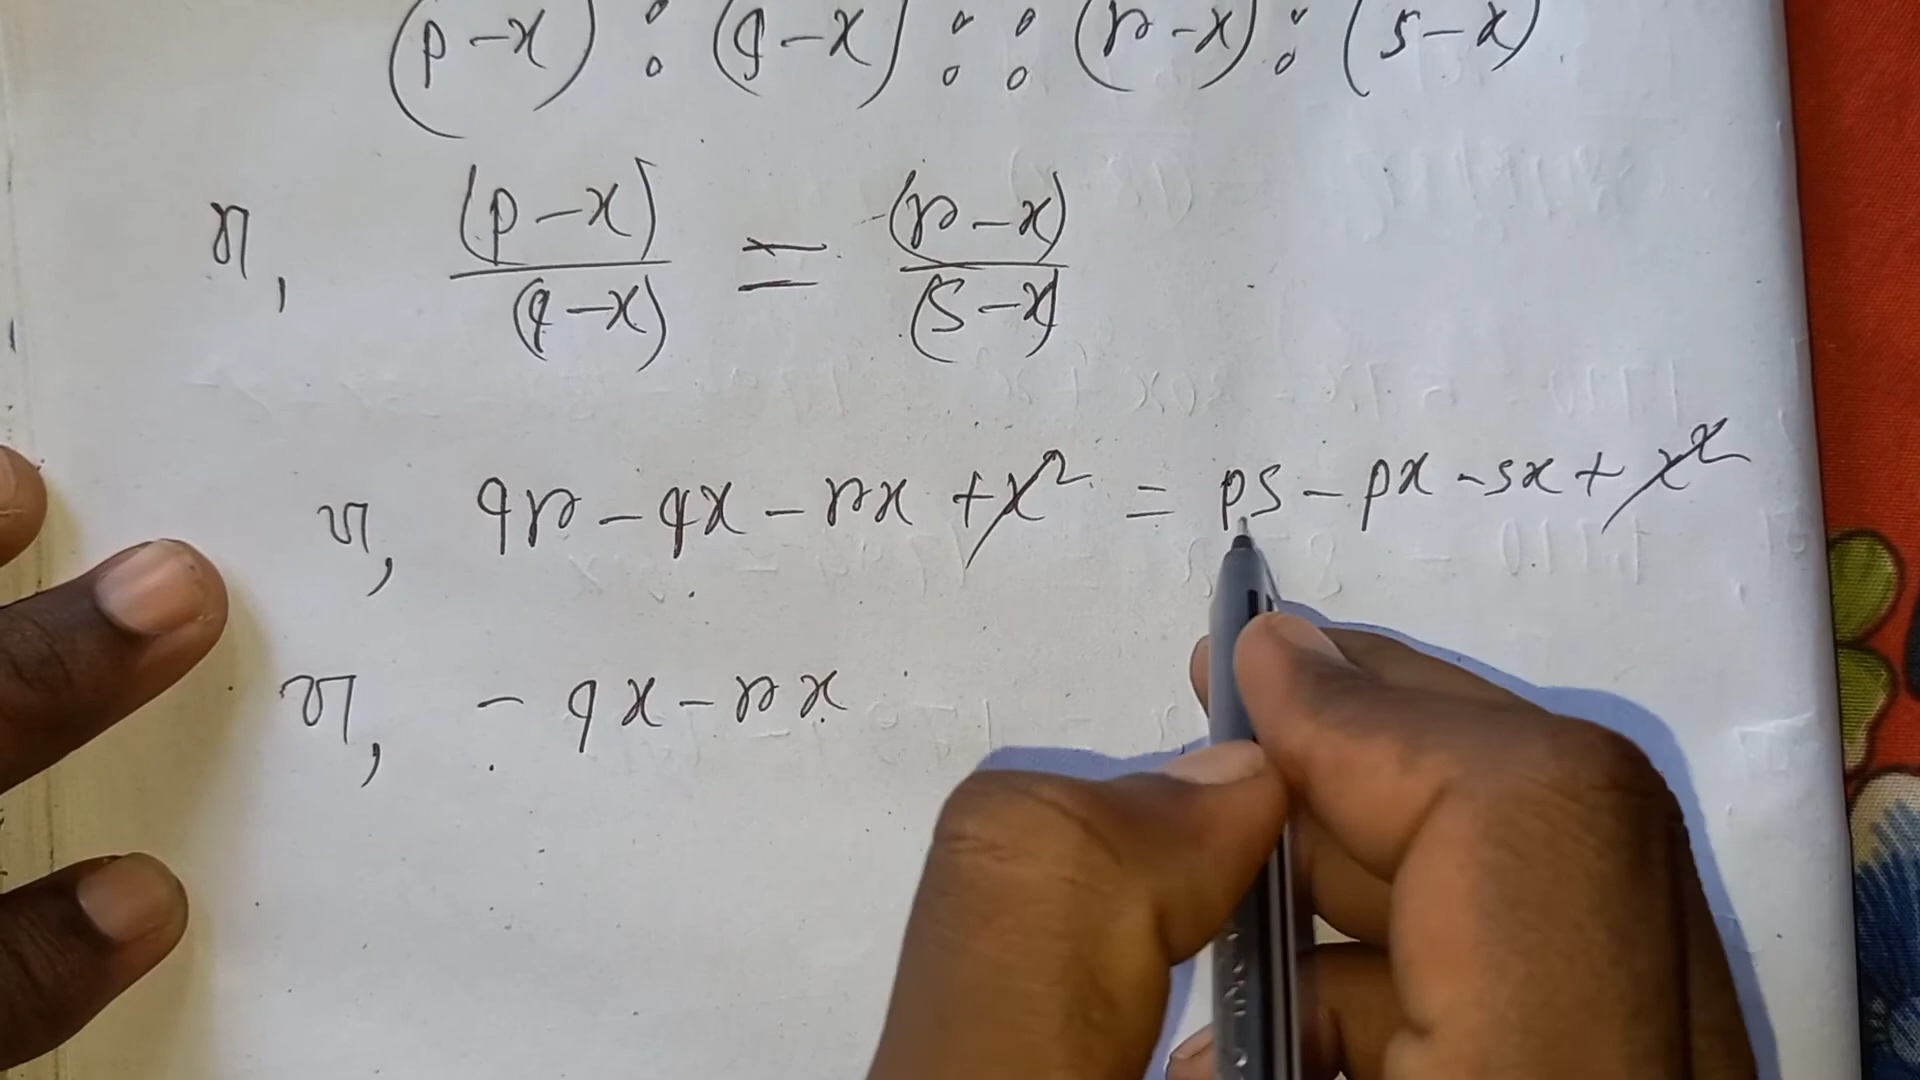 (p-x) : (q-x) : : (r-x) : (s-x)
বা, (p-x)/(q-x) = (r-x)/(s-x)
বা, qr - qx - rx + x² = ps - px - sx + x²
বা, - qx - rx